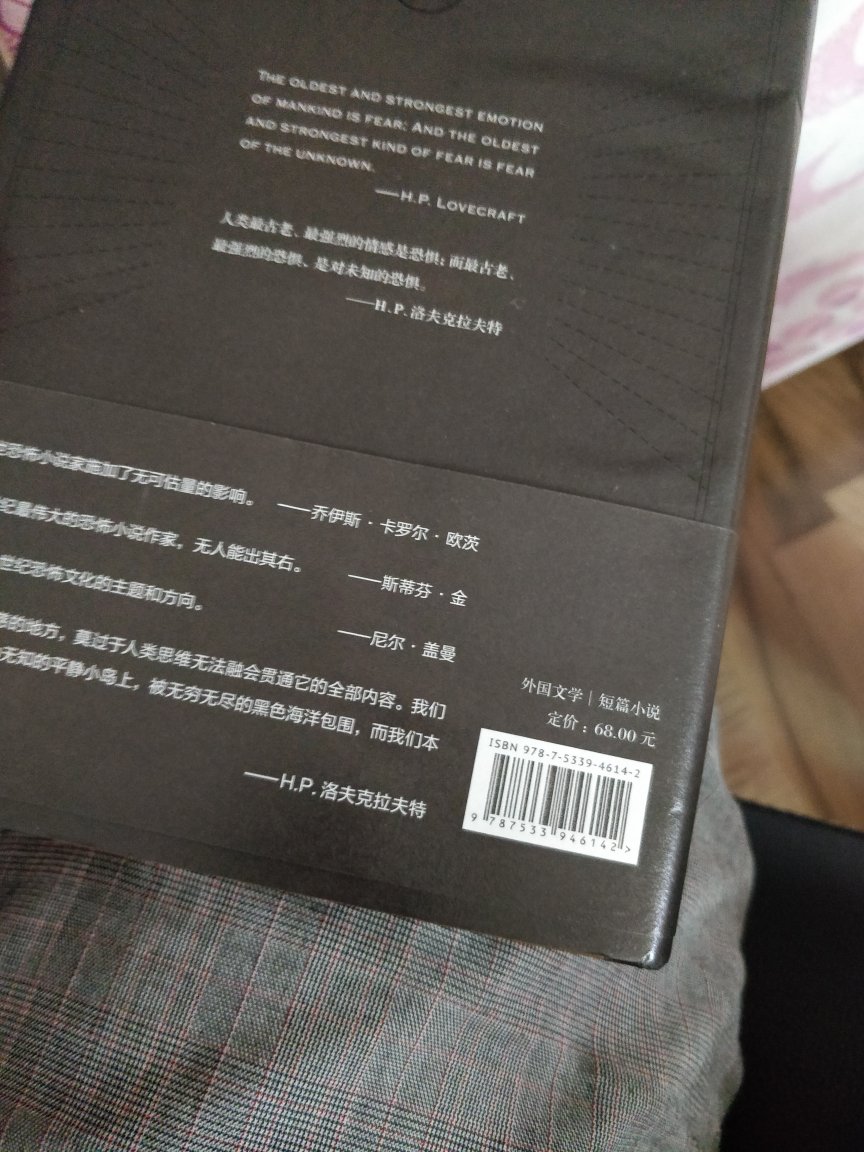 THE OLDEST AND STRONGEST EMOTION
OF MANKIND IS FEAR; AND THE OLDEST
AND STRONGEST KIND OF FEAR IS FEAR
OF THE UNKNOWN.
——H.P. LOVECRAFT
人类最古老、最强烈的情感是恐惧；而最古老、
最强烈的恐惧、是对未知的恐惧。
——H.P.洛夫克拉夫特
恐怖小说家施加了无可估量的影响。 ——乔伊斯·卡罗尔·欧茨
纪最伟大的恐怖小说作家，无人能出其右。
——斯蒂芬·金
世纪恐怖文化的主题和方向。
——尼尔·盖曼
的地方，莫过于人类思维无法融会贯通它的全部内容。我们
无知的平静小岛上，被无穷无尽的黑色海洋包围，而我们本
——H.P. 洛夫克拉夫特
外国文学｜短篇小说
定价：68.00 元
ISBN 978-7-5339-4614-2
9 787533 946142 >